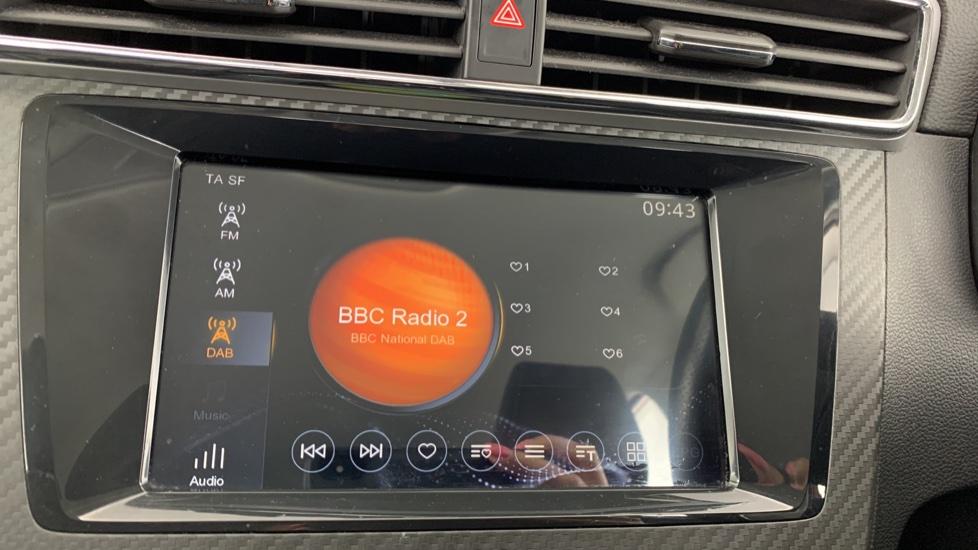 TA SF
09:43
FM
AM
DAB
Music
Audio
BBC Radio 2
BBC National DAB
1
2
3
4
5
6